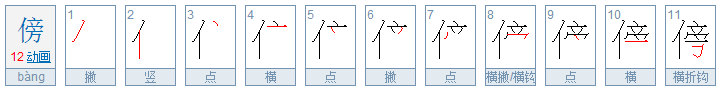 傍 1 2 3 4 5 6 7 8 9 10 11
12 动画
bàng 撇 竖 点 横 点 撇 点 横撇/横钩 点 横 横折钩